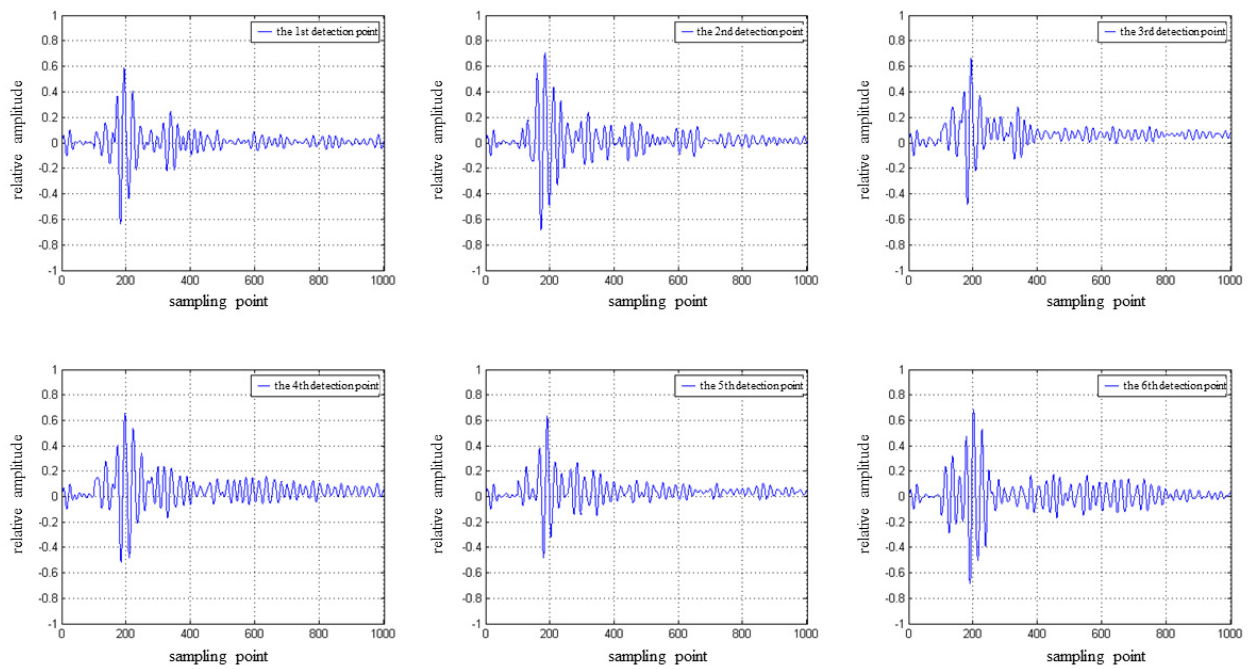 the 1st detection point
relative amplitude
1
0.8
0.6
0.4
0.2
0
-0.2
-0.4
-0.6
-0.8
-1
0 200 400 600 800 1000
sampling point
the 2nd detection point
relative amplitude
1
0.8
0.6
0.4
0.2
0
-0.2
-0.4
-0.6
-0.8
-1
0 200 400 600 800 1000
sampling point
the 3rd detection point
relative amplitude
1
0.8
0.6
0.4
0.2
0
-0.2
-0.4
-0.6
-0.8
-1
0 200 400 600 800 1000
sampling point
the 4th detection point
relative amplitude
1
0.8
0.6
0.4
0.2
0
-0.2
-0.4
-0.6
-0.8
-1
0 200 400 600 800 1000
sampling point
the 5th detection point
relative amplitude
1
0.8
0.6
0.4
0.2
0
-0.2
-0.4
-0.6
-0.8
-1
0 200 400 600 800 1000
sampling point
the 6th detection point
relative amplitude
1
0.8
0.6
0.4
0.2
0
-0.2
-0.4
-0.6
-0.8
-1
0 200 400 600 800 1000
sampling point